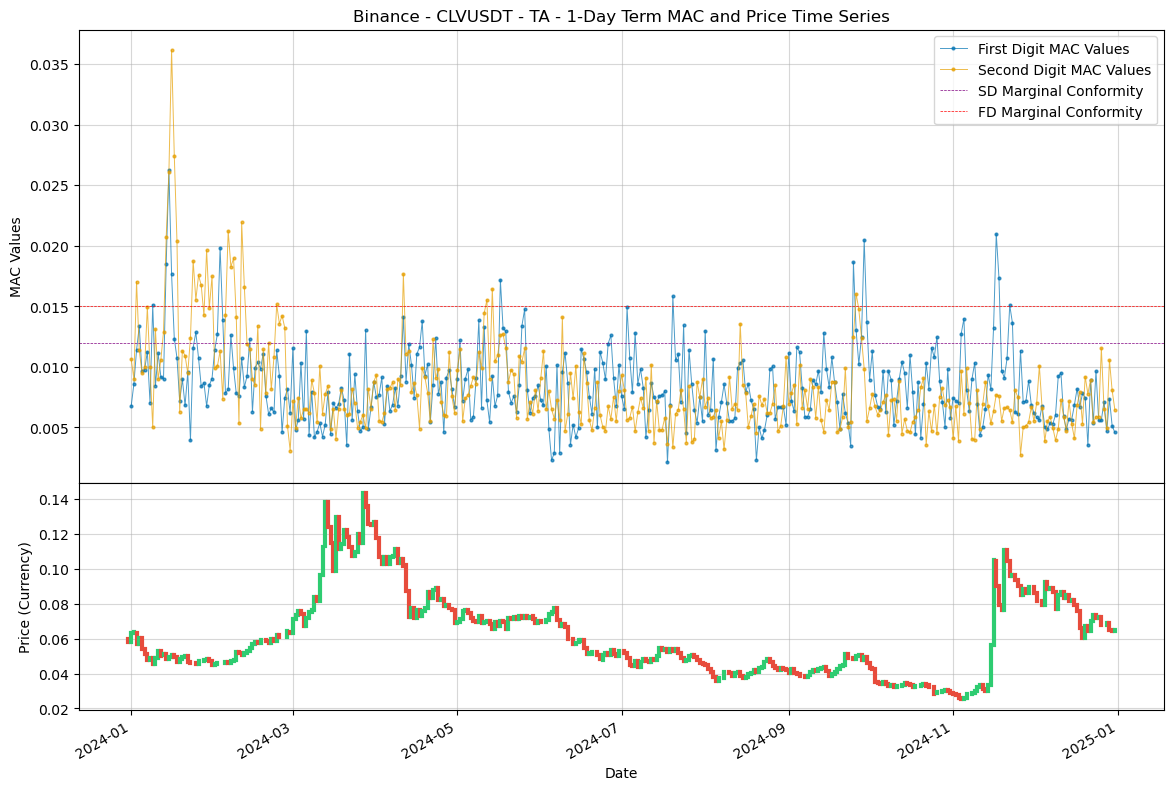 Binance - CLVUSDT - TA - 1-Day Term MAC and Price Time Series
First Digit MAC Values
Second Digit MAC Values
SD Marginal Conformity
FD Marginal Conformity
MAC Values
0.035
0.030
0.025
0.020
0.015
0.010
0.005
Price (Currency)
0.14
0.12
0.10
0.08
0.06
0.04
0.02
2024-01
2024-03
2024-05
2024-07
2024-09
2024-11
2025-01
Date